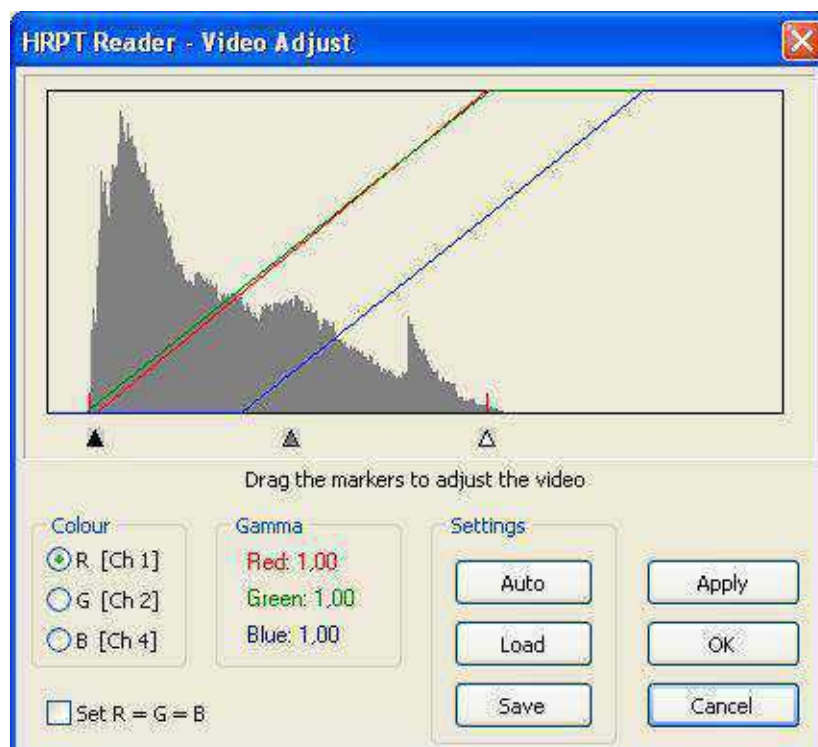 HRPT Reader - Video Adjust
Drag the markers to adjust the video
Colour
R [Ch 1]
G [Ch 2]
B [Ch 4]
Set R = G = B
Gamma
Red: 1,00
Green: 1,00
Blue: 1,00
Settings
Auto
Load
Save
Apply
OK
Cancel